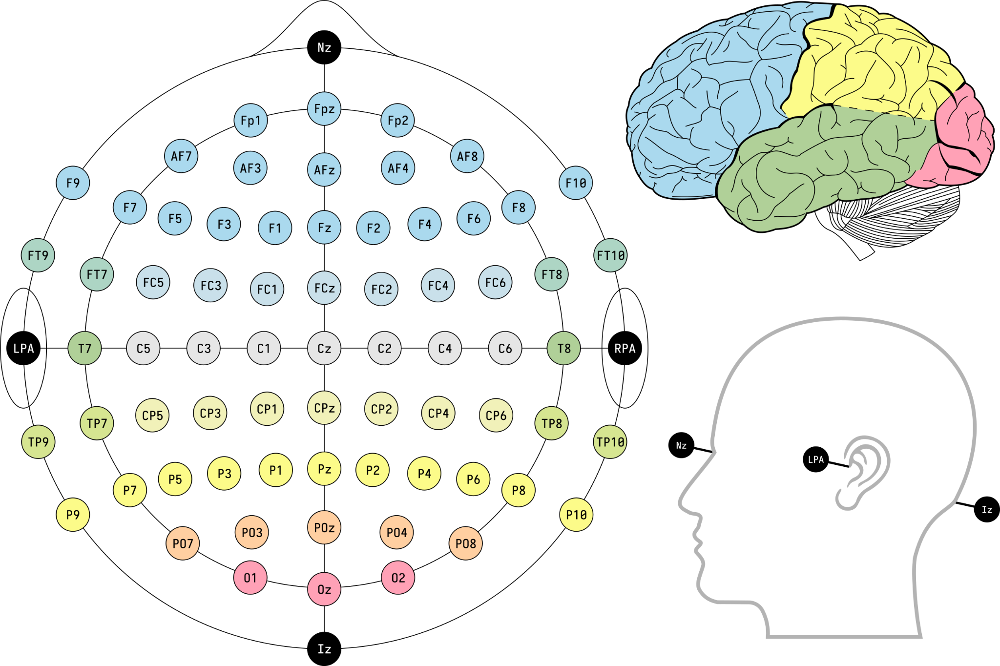 Nz
Fpz
Fp1
Fp2
AF7
AF8
AF3
AFz
AF4
F9
F10
F7
F8
F5
F3
F1
Fz
F2
F4
F6
FT9
FT10
FT7
FT8
FC5
FC3
FC1
FCz
FC2
FC4
FC6
LPA
T7
C5
C3
C1
Cz
C2
C4
C6
T8
RPA
CP5
CP3
CP1
CPz
CP2
CP4
CP6
TP7
TP8
TP9
TP10
P5
P3
P1
Pz
P2
P4
P6
P7
P8
P9
P10
PO3
POz
PO4
PO7
PO8
O1
Oz
O2
Iz
Nz
LPA
Iz